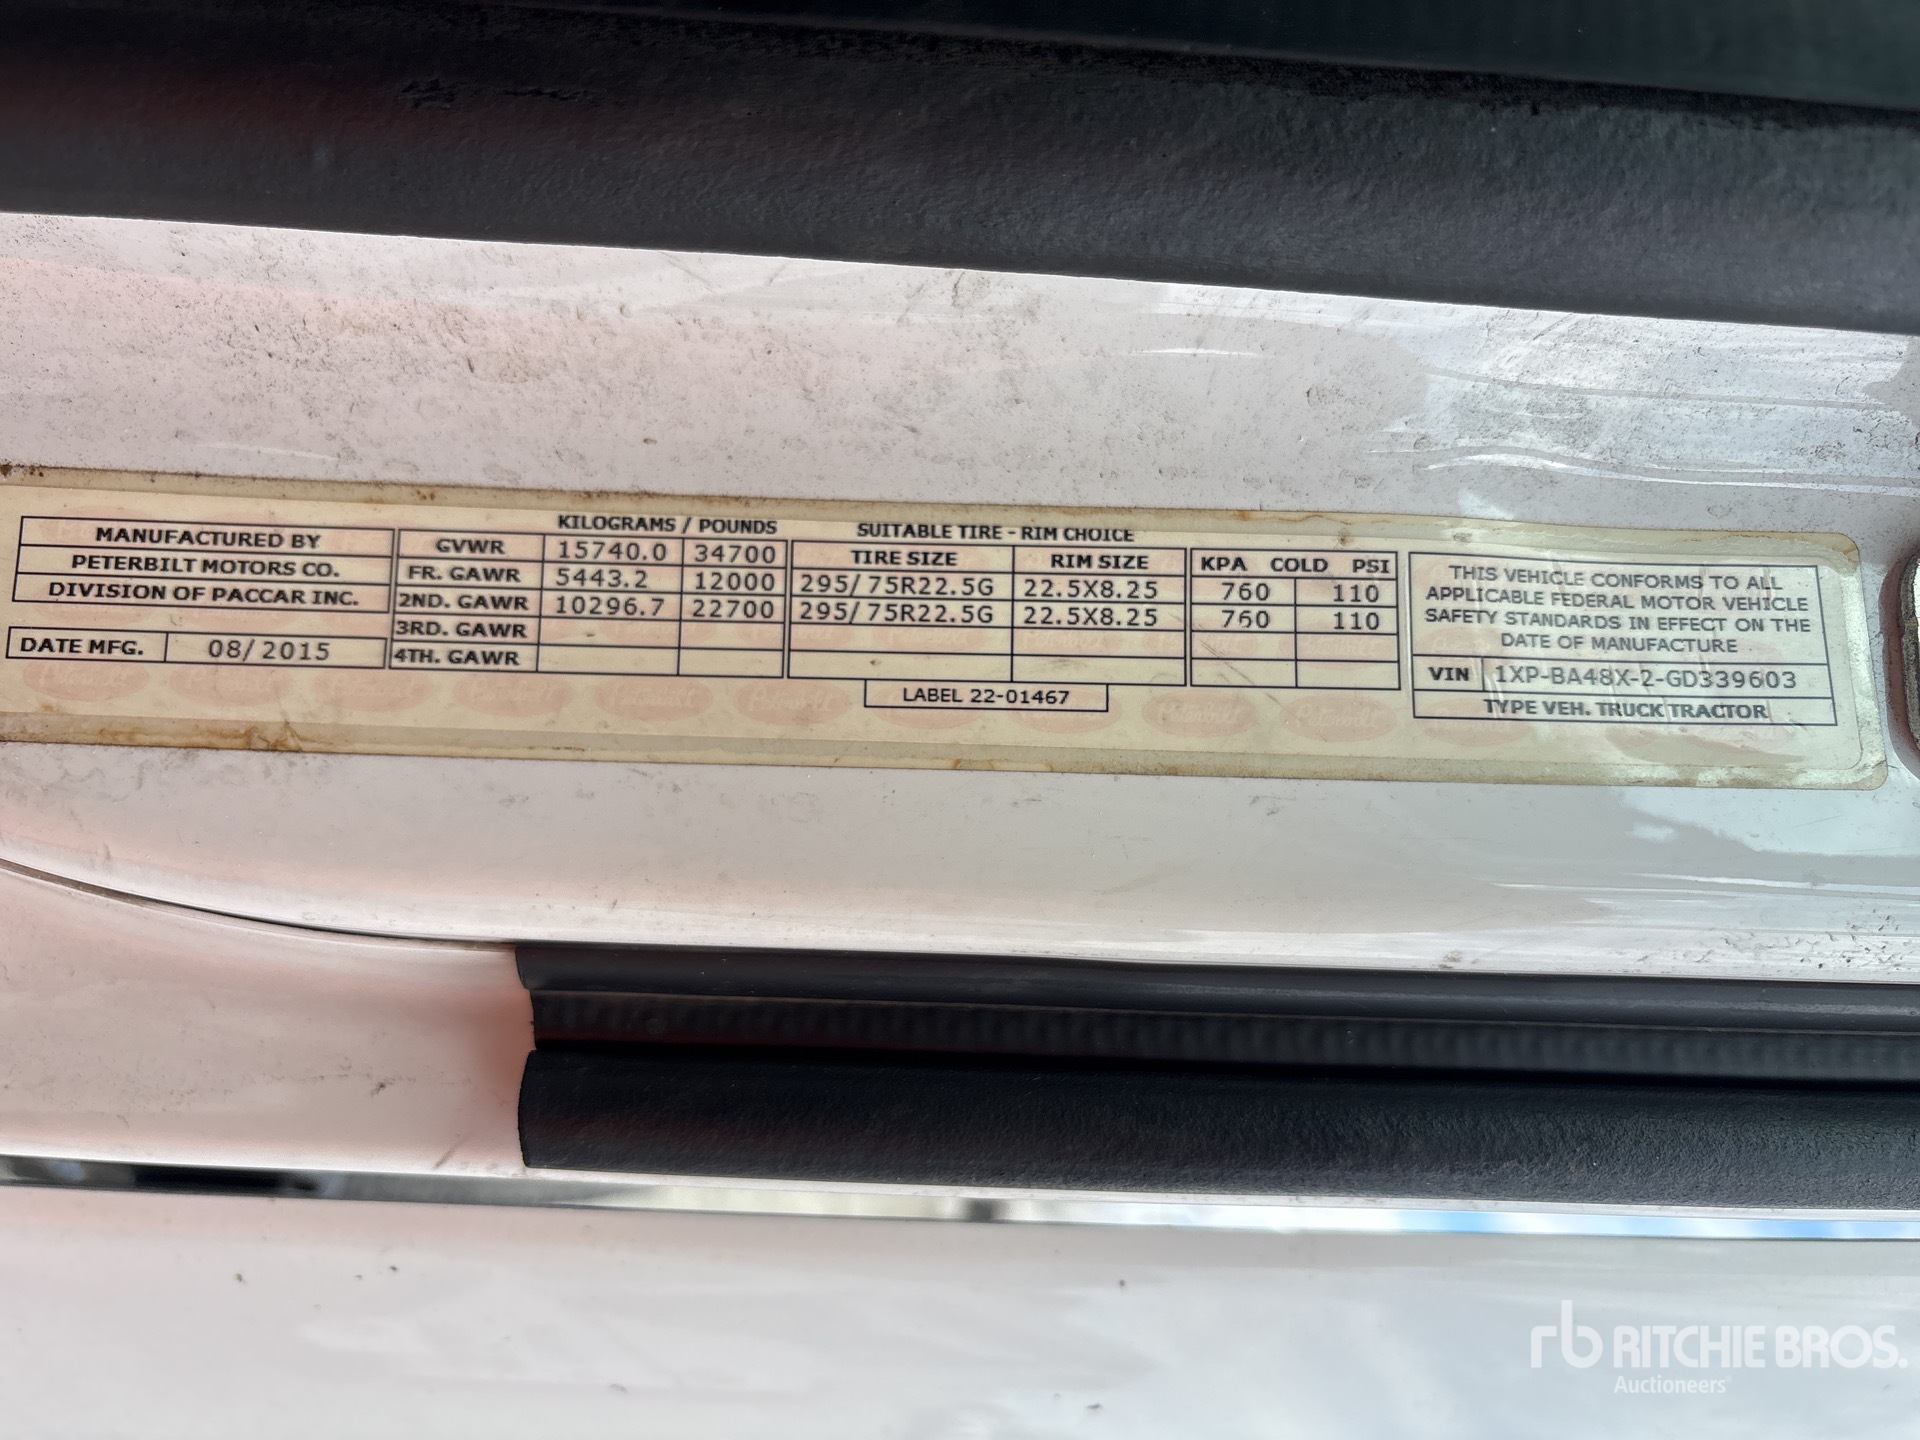 MANUFACTURED BY
PETERBILT MOTORS CO.
DIVISION OF PACCAR INC.
DATE MFG. 08/2015
KILOGRAMS / POUNDS
GVWR 15740.0 34700
FR. GAWR 5443.2 12000
2ND. GAWR 10296.7 22700
3RD. GAWR
4TH. GAWR
SUITABLE TIRE - RIM CHOICE
TIRE SIZE RIM SIZE
295/75R22.5G 22.5X8.25
295/75R22.5G 22.5X8.25
KPA COLD PSI
760 110
760 110
LABEL 22-01467
THIS VEHICLE CONFORMS TO ALL
APPLICABLE FEDERAL MOTOR VEHICLE
SAFETY STANDARDS IN EFFECT ON THE
DATE OF MANUFACTURE
VIN 1XP-BA48X-2-GD339603
TYPE VEH. TRUCK TRACTOR
rb RITCHIE BROS.
Auctioneers